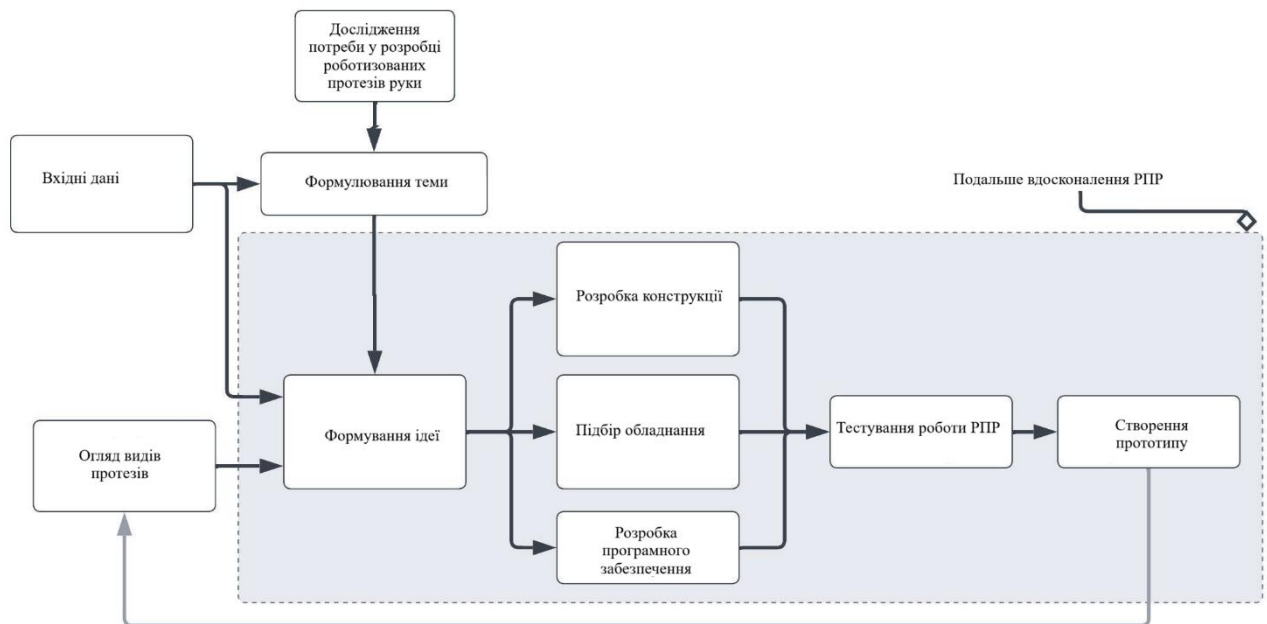 Дослідження
потреби у розробці
роботизованих
протезів руки
Вхідні дані
Формулювання теми
Подальше вдосконалення РПР
Розробка конструкції
Формування ідеї
Підбір обладнання
Тестування роботи РПР
Створення
прототипу
Огляд видів
протезів
Розробка
програмного
забезпечення